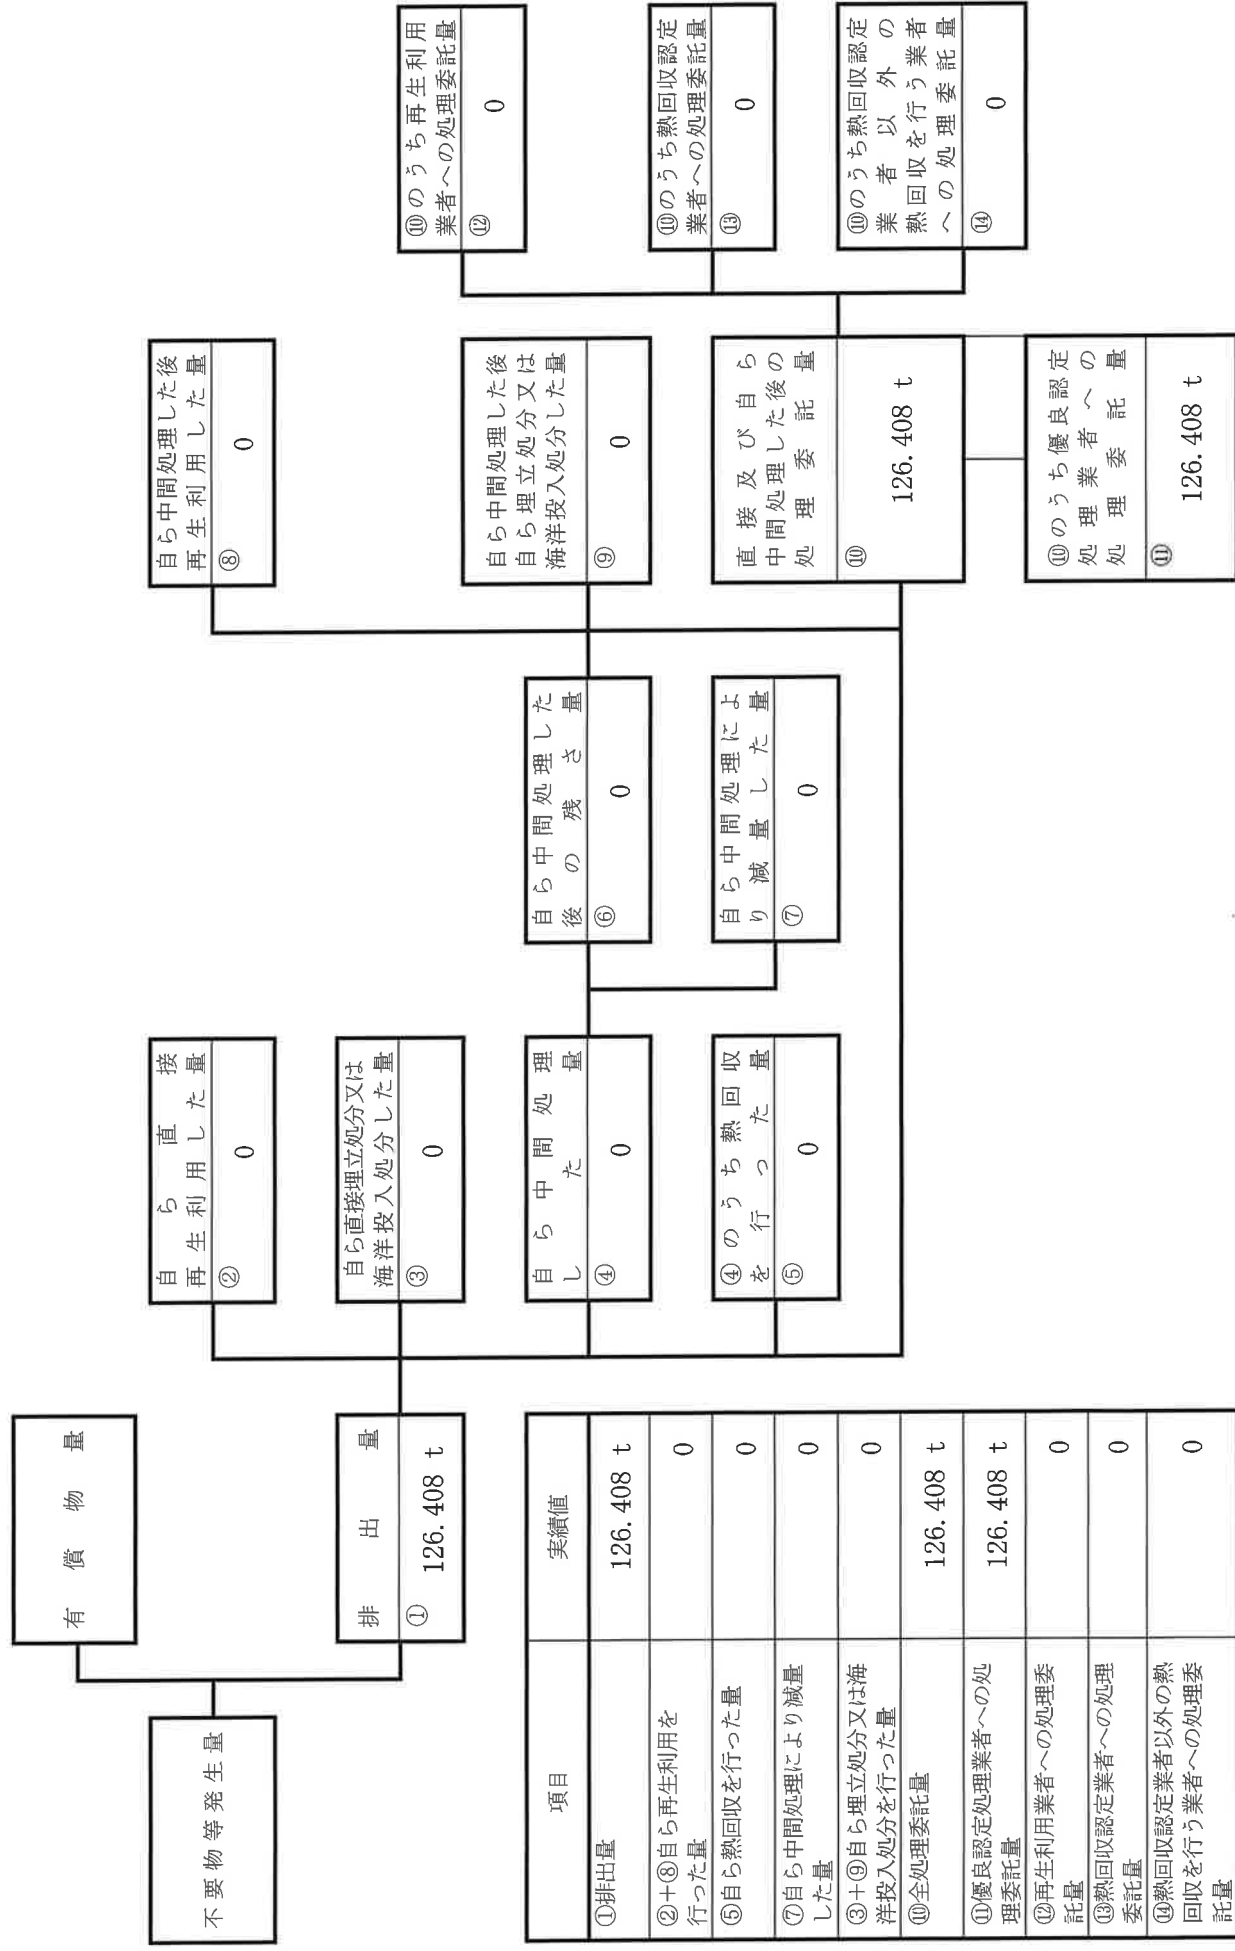 不要物等発生量
有償物量
排出量
① 126.408 t
自ら直接
再生利用した量
② 0
自ら直接埋立処分又は
海洋投入処分した量
③ 0
自ら中間処理
した量
④ 0
④のうち熱回収
を行った量
⑤ 0
自ら中間処理した
後の残さ量
⑥ 0
自ら中間処理によ
り減量した量
⑦ 0
自ら中間処理した後
再生利用した量
⑧ 0
自ら中間処理した後
自ら埋立処分又は
海洋投入処分した量
⑨ 0
直接及び自ら
中間処理した後の
処理委託量
⑩ 126.408 t
⑩のうち優良認定
処理業者への
処理委託量
⑪ 126.408 t
⑩のうち再生利用
業者への処理委託量
⑫ 0
⑩のうち熱回収認定
業者への処理委託量
⑬ 0
⑩のうち熱回収認定
業者以外の
熱回収を行う業者
への処理委託量
⑭ 0
項目 実績値
①排出量 126.408 t
②+⑧自ら再生利用を
行った量 0
⑤自ら熱回収を行った量 0
⑦自ら中間処理により減量
した量 0
③+⑨自ら埋立処分又は海
洋投入処分を行った量 0
⑩全処理委託量 126.408 t
⑪優良認定処理業者への処
理委託量 126.408 t
⑫再生利用業者への処理委
託量 0
⑬熱回収認定業者への処理
委託量 0
⑭熱回収認定業者以外の熱
回収を行う業者への処理委
託量 0